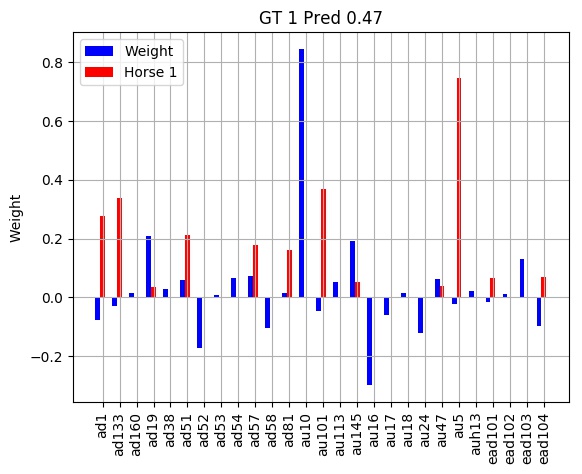 GT 1 Pred 0.47
Weight
Horse 1
Weight
0.8
0.6
0.4
0.2
0.0
−0.2
ad1
ad133
ad160
ad19
ad38
ad51
ad52
ad53
ad54
ad57
ad58
ad81
au10
au101
au113
au145
au16
au17
au18
au24
au47
au5
auh13
ead101
ead102
ead103
ead104